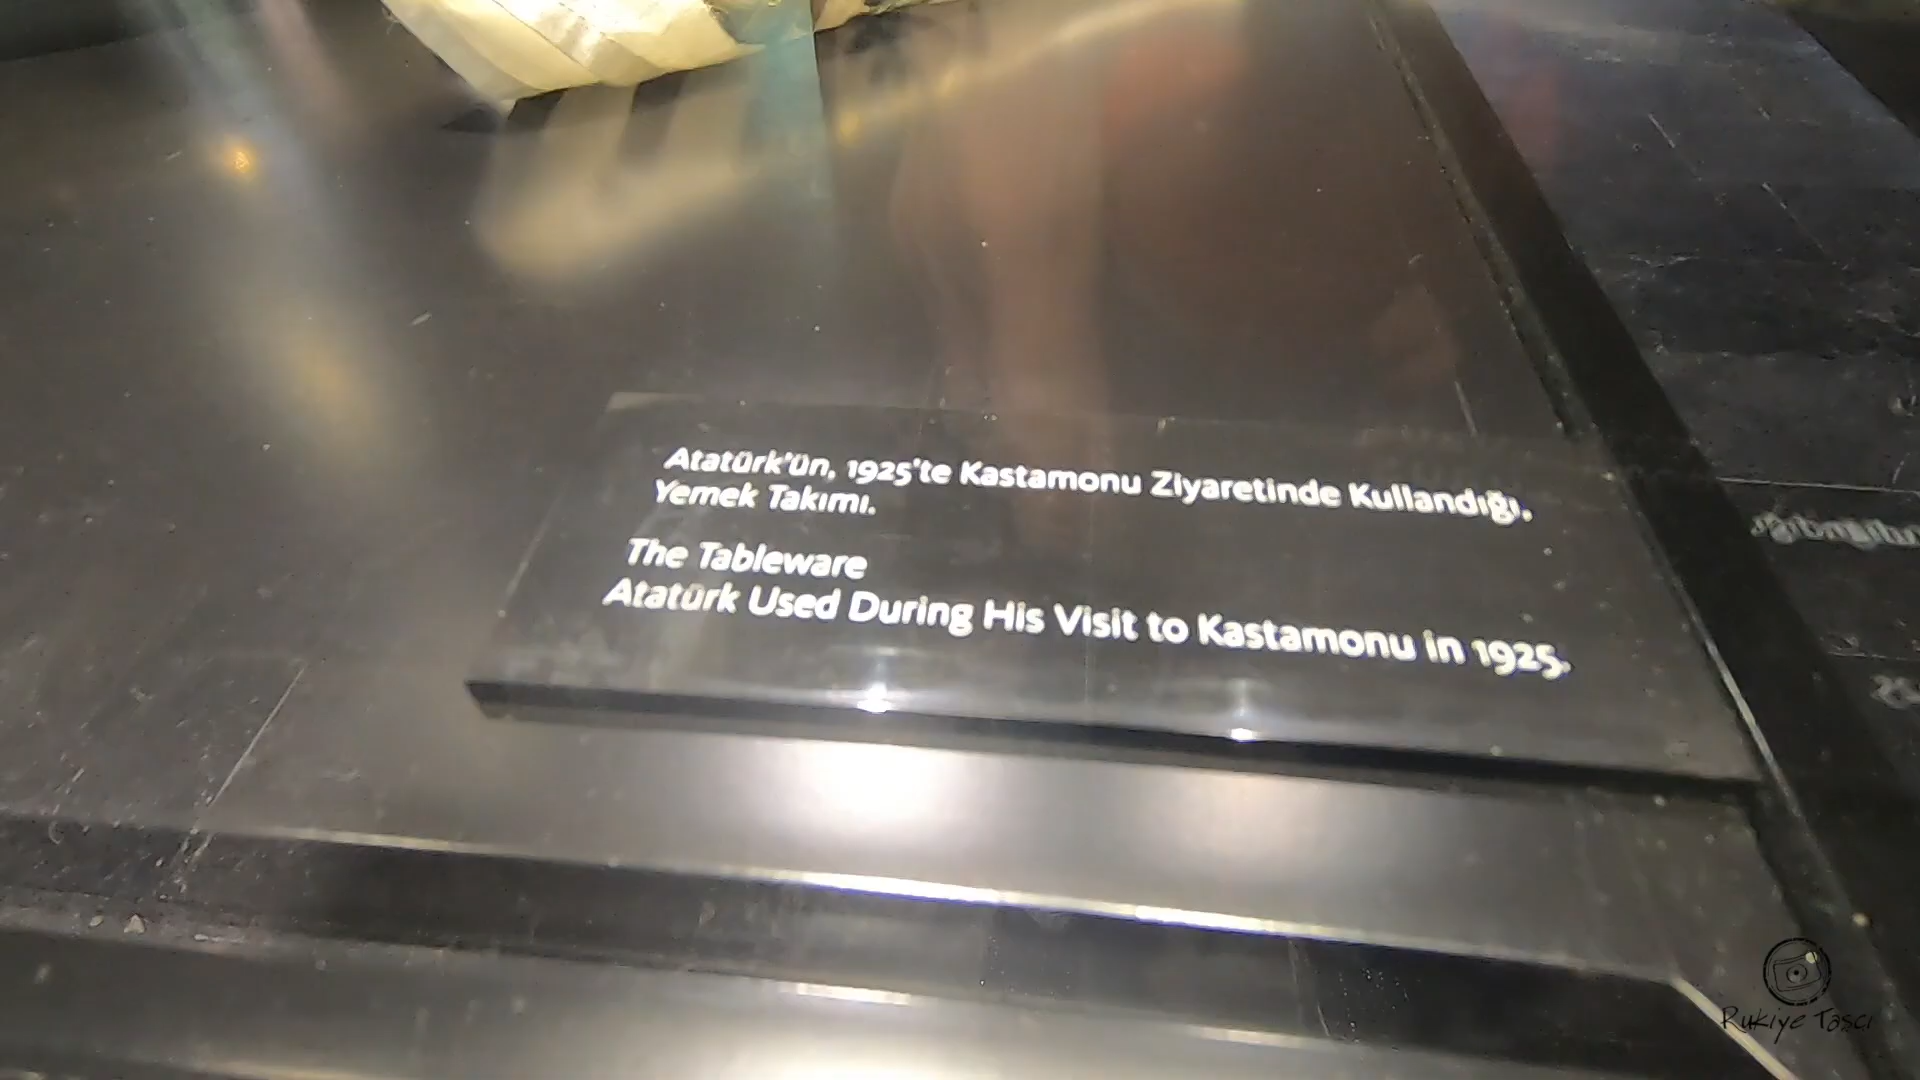 Atatürk'ün, 1925'te Kastamonu Ziyaretinde Kullandığı,
Yemek Takımı.
The Tableware
Atatürk Used During His Visit to Kastamonu in 1925.
Rukiye Taşcı